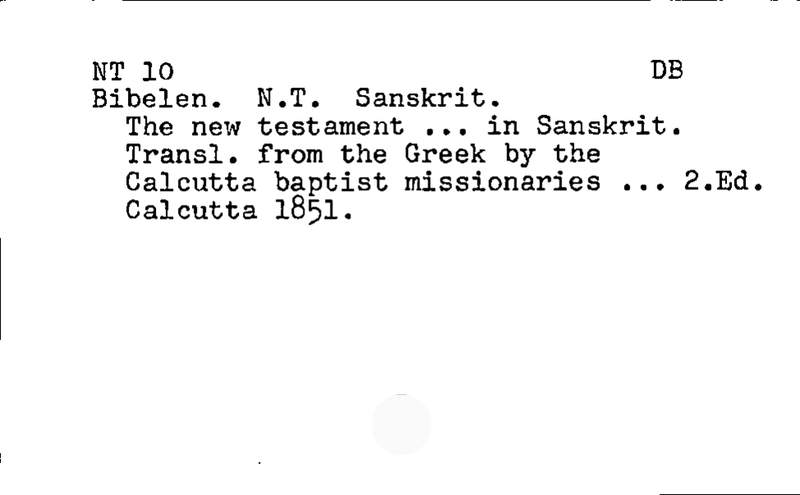 NT 10 DB
Bibelen. N.T. Sanskrit.
The new testament ... in Sanskrit.
Transl. from the Greek by the
Calcutta baptist missionaries ... 2.Ed.
Calcutta 1851.